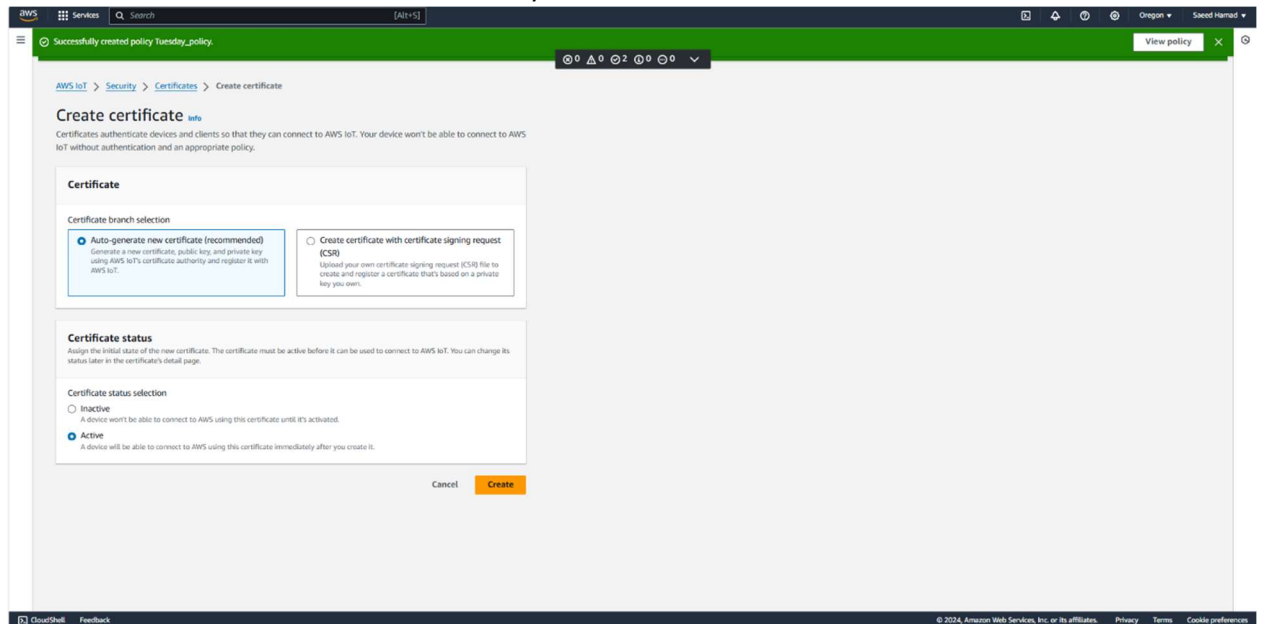 aws Services Search [Alt+S] Oregon Saeed Hamad
Successfully created policy Tuesday_policy. View policy
0 0 2 0 0
AWS IoT > Security > Certificates > Create certificate
Create certificate Info
Certificates authenticate devices and clients so that they can connect to AWS IoT. Your device won't be able to connect to AWS
IoT without authentication and an appropriate policy.
Certificate
Certificate branch selection
Auto-generate new certificate (recommended)
Generate a new certificate, public key, and private key
using AWS IoT's certificate authority and register it with
AWS IoT.
Create certificate with certificate signing request
(CSR)
Upload your own certificate signing request (CSR) file to
create and register a certificate that's based on a private
key you own.
Certificate status
Assign the initial state of the new certificate. The certificate must be active before it can be used to connect to AWS IoT. You can change its
status later in the certificate's detail page.
Certificate status selection
Inactive
A device won't be able to connect to AWS using this certificate until it's activated.
Active
A device will be able to connect to AWS using this certificate immediately after you create it.
Cancel Create
CloudShell Feedback © 2024, Amazon Web Services, Inc. or its affiliates. Privacy Terms Cookie preferences